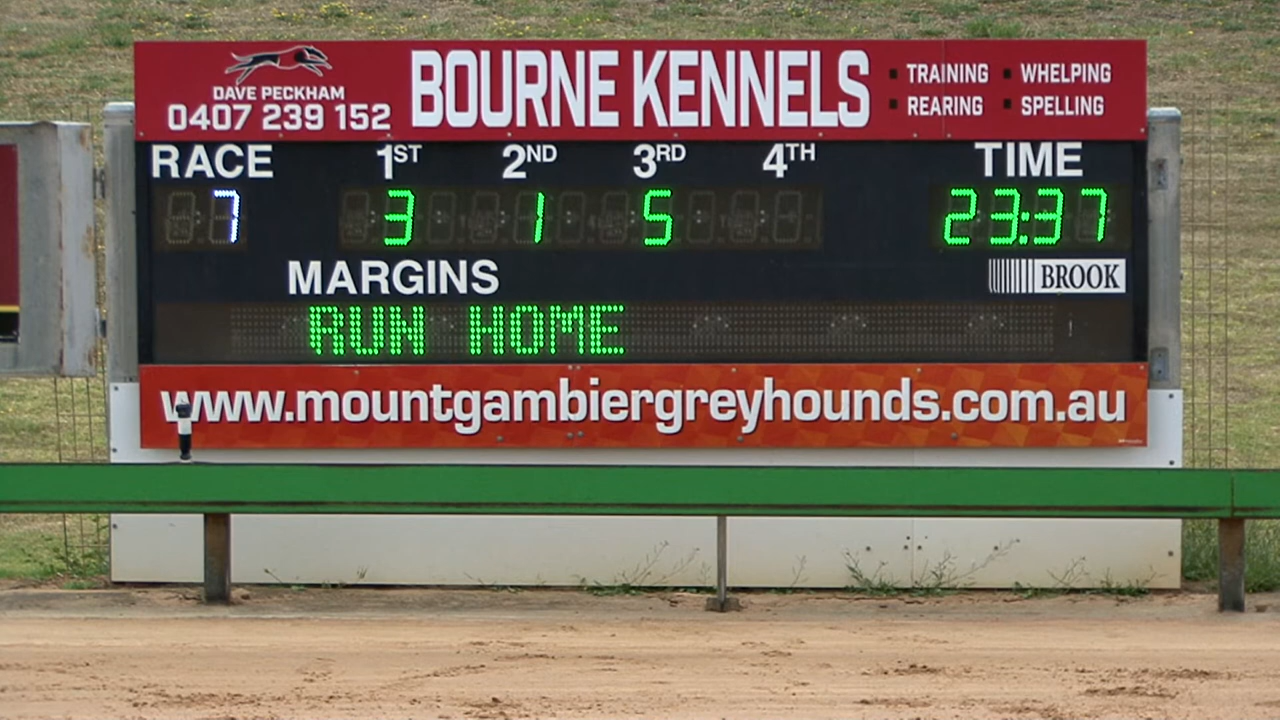 DAVE PECKHAM
0407 239 152
BOURNE KENNELS
TRAINING WHELPING
REARING SPELLING
RACE 1ST 2ND 3RD 4TH TIME
7 3 1 5 23:37
MARGINS
BROOK
RUN HOME
www.mountgambiergreyhounds.com.au